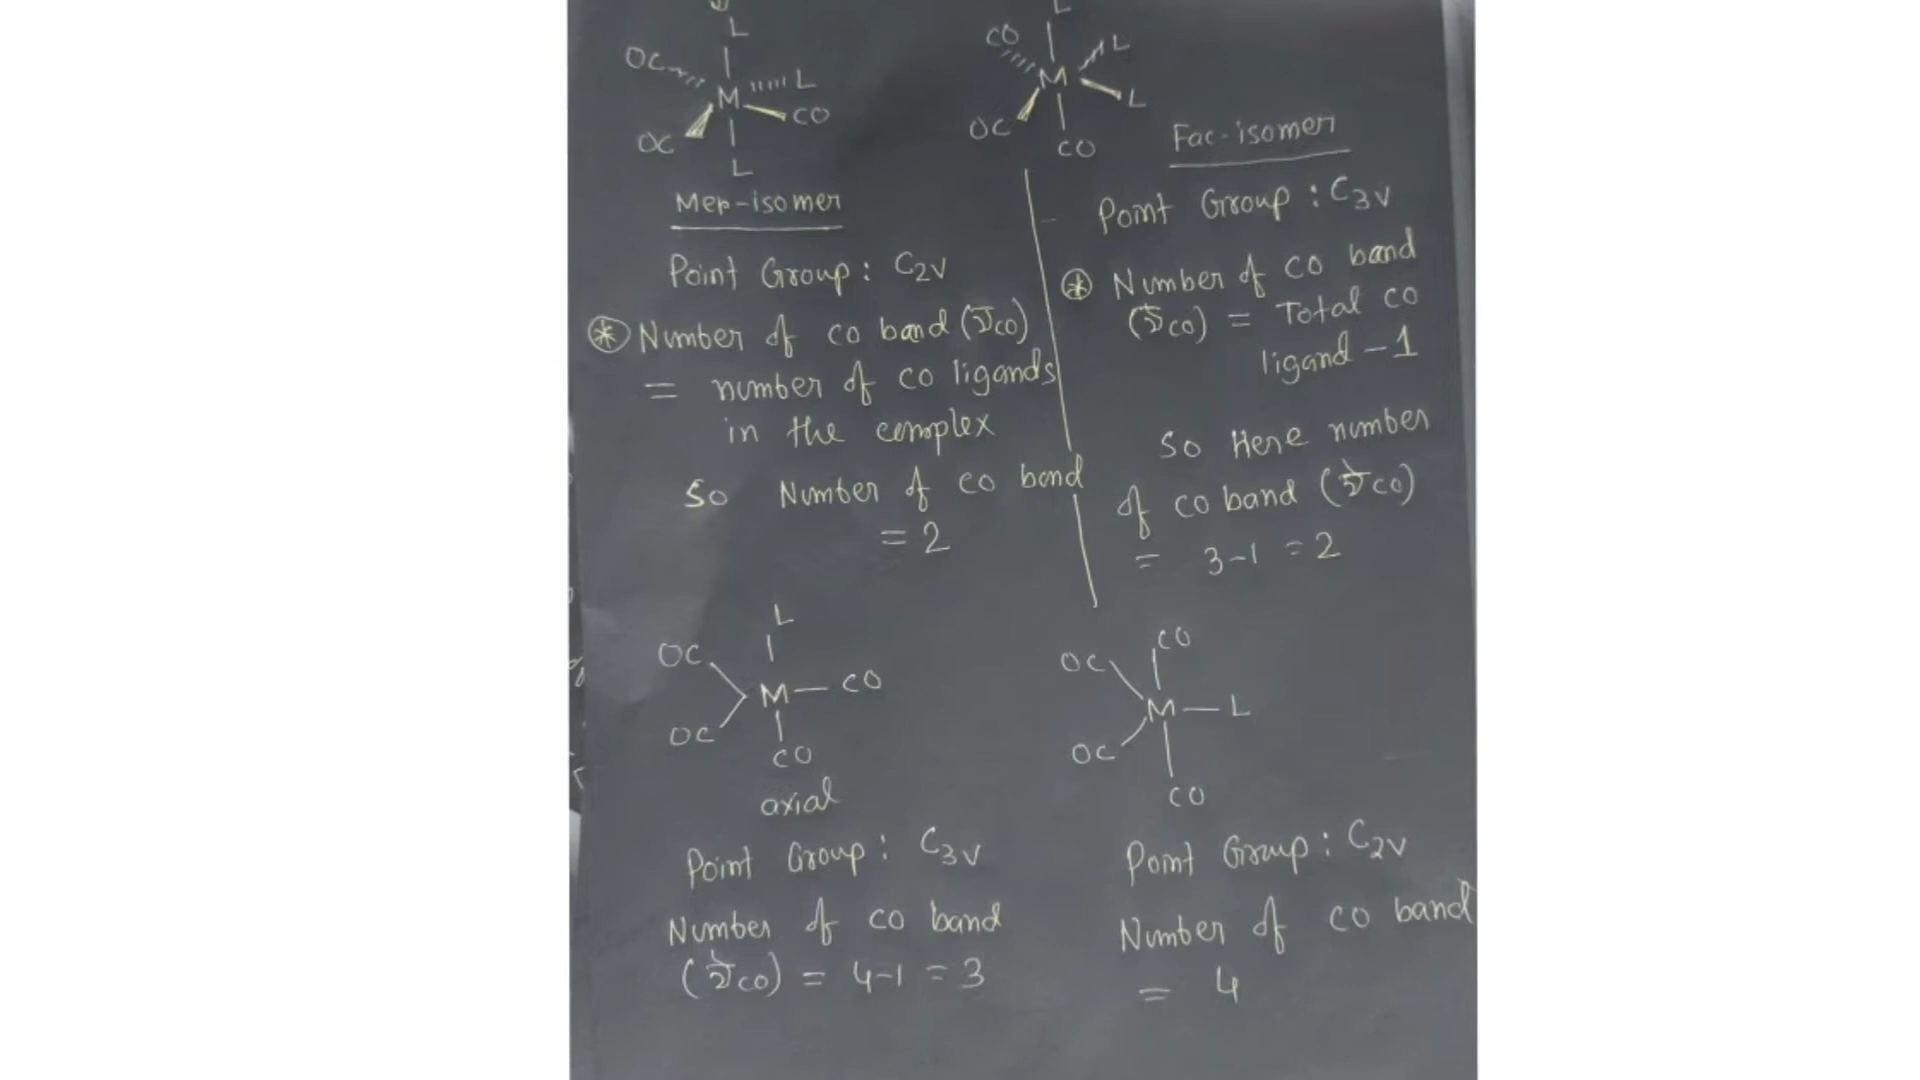 L
OC
L
M
CO
OC
L
Mer-isomer
Point Group: C2v
* Number of co band (ν̄co)
= number of co ligands
in the complex
So Number of co band
= 2
L
CO
L
M
L
OC
CO
Fac-isomer
Point Group: C3v
* Number of co band
(ν̄co) = Total co
ligand -1
So Here number
of co band (ν̄co)
= 3-1 = 2
L
OC
M CO
OC
CO
axial
Point Group: C3v
Number of co band
(ν̄co) = 4-1 = 3
CO
OC
M L
OC
CO
Point Group: C2v
Number of co band
= 4